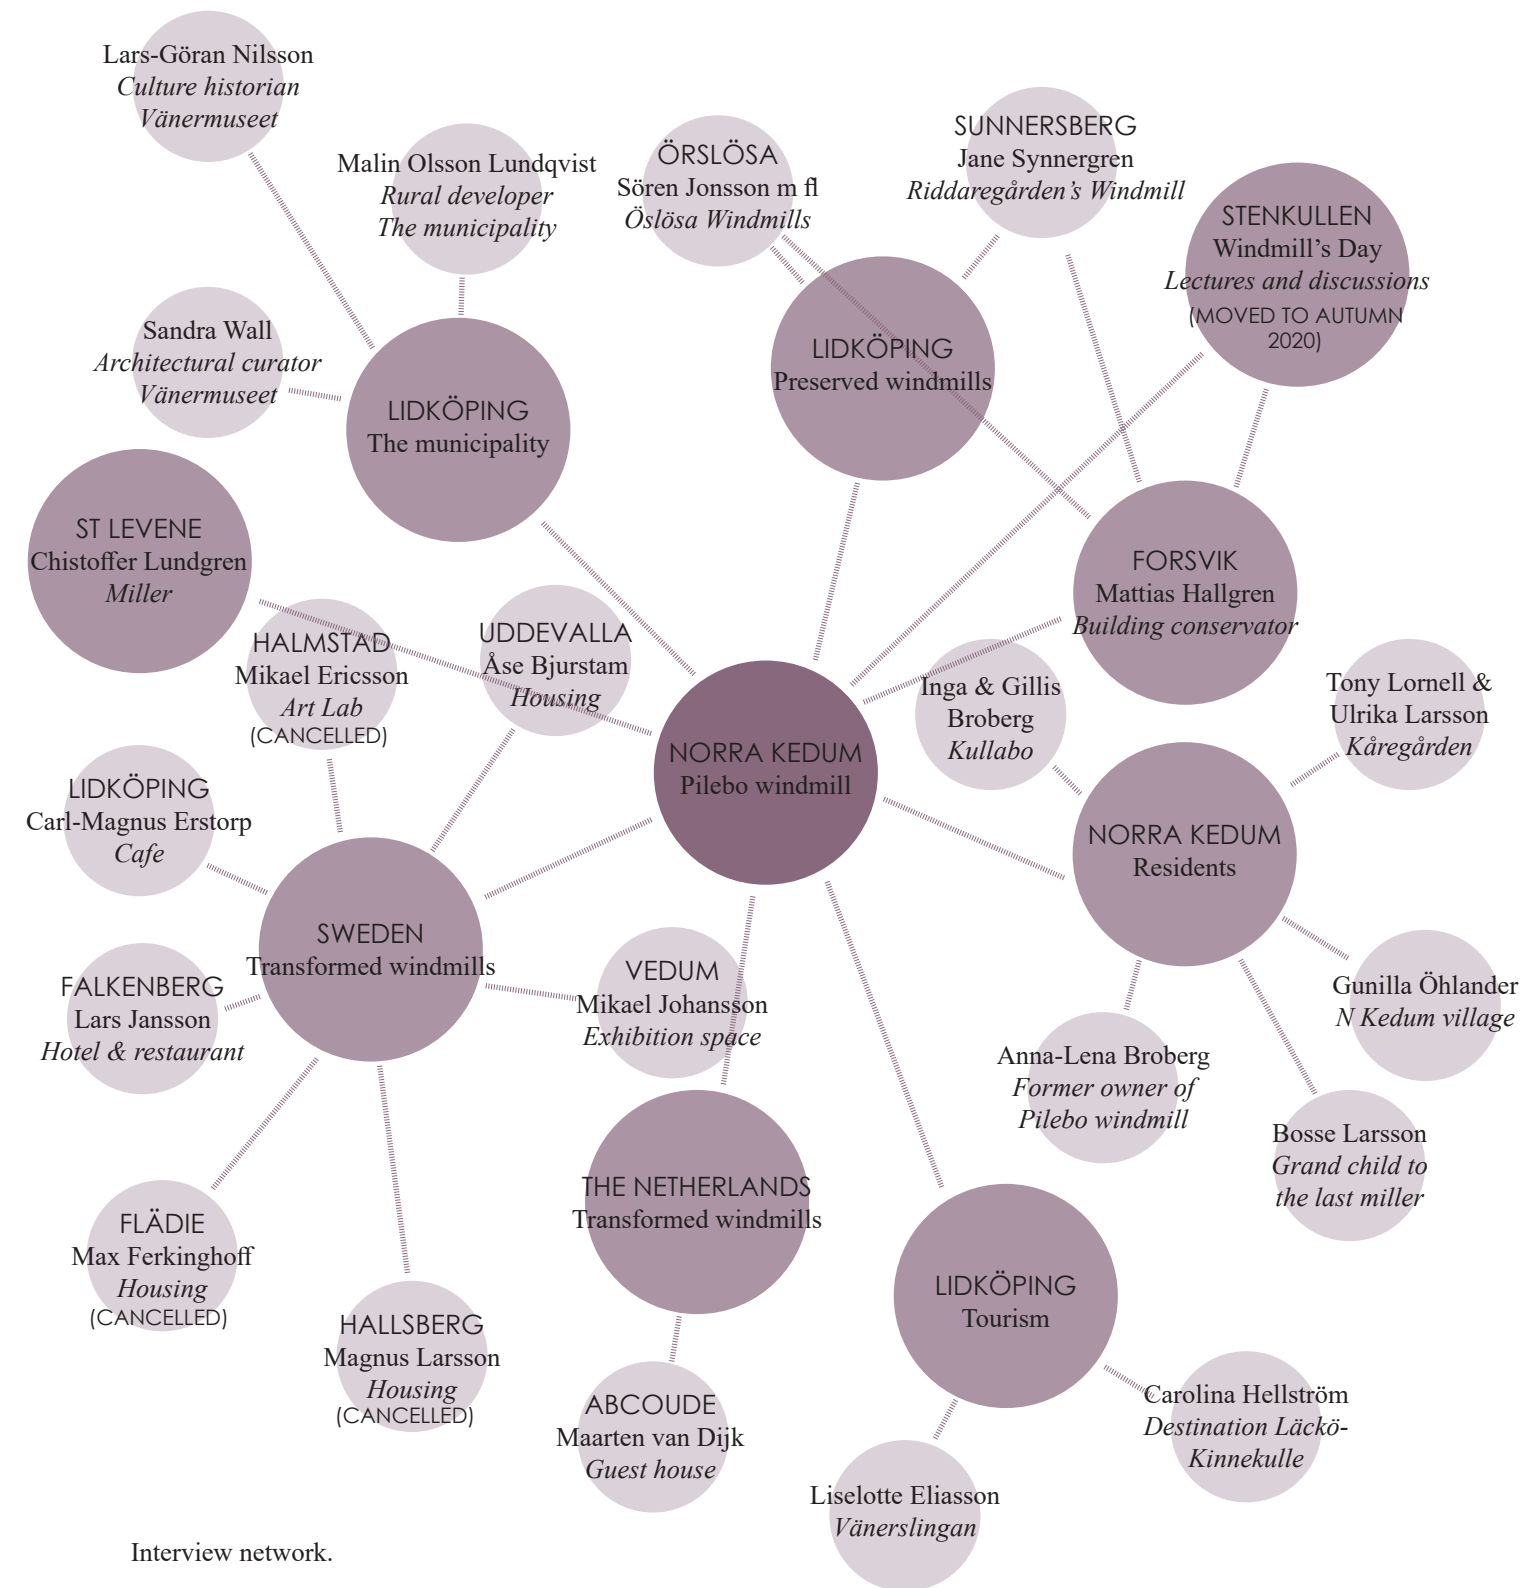 Lars-Göran Nilsson
Culture historian
Vänermuseet
Malin Olsson Lundqvist
Rural developer
The municipality
ÖRSLÖSA
Sören Jonsson m fl
Öslösa Windmills
SUNNERSBERG
Jane Synnergren
Riddaregården's Windmill
STENKULLEN
Windmill's Day
Lectures and discussions
(MOVED TO AUTUMN
2020)
Sandra Wall
Architectural curator
Vänermuseet
LIDKÖPING
The municipality
LIDKÖPING
Preserved windmills
ST LEVENE
Chistoffer Lundgren
Miller
HALMSTAD
Mikael Ericsson
Art Lab
(CANCELLED)
UDDEVALLA
Åse Bjurstam
Housing
FORSVIK
Mattias Hallgren
Building conservator
Inga & Gillis
Broberg
Kullabo
Tony Lornell &
Ulrika Larsson
Kåregården
NORRA KEDUM
Pilebo windmill
LIDKÖPING
Carl-Magnus Erstorp
Cafe
NORRA KEDUM
Residents
SWEDEN
Transformed windmills
FALKENBERG
Lars Jansson
Hotel & restaurant
VEDUM
Mikael Johansson
Exhibition space
Gunilla Öhlander
N Kedum village
Anna-Lena Broberg
Former owner of
Pilebo windmill
Bosse Larsson
Grand child to
the last miller
FLÄDIE
Max Ferkinghoff
Housing
(CANCELLED)
THE NETHERLANDS
Transformed windmills
LIDKÖPING
Tourism
HALLSBERG
Magnus Larsson
Housing
(CANCELLED)
ABCOUDE
Maarten van Dijk
Guest house
Carolina Hellström
Destination Läckö-
Kinnekulle
Liselotte Eliasson
Vänerslingan
Interview network.